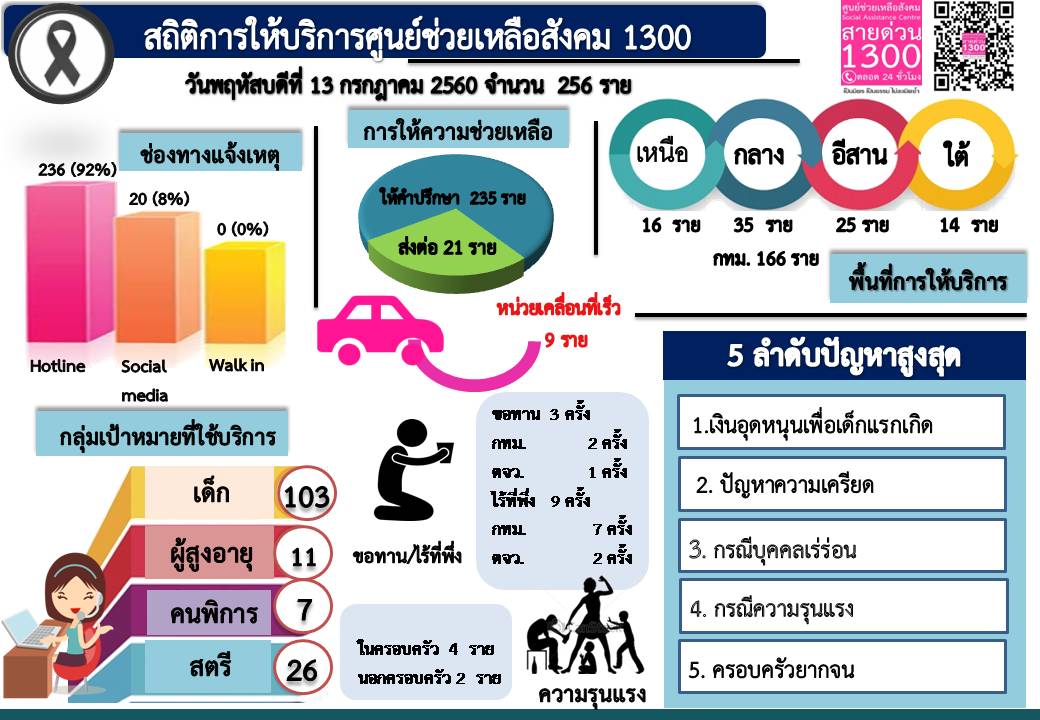 สถิติการให้บริการศูนย์ช่วยเหลือสังคม 1300
ศูนย์ช่วยเหลือสังคม
Social Assistance Centre
สายด่วน
1300
ตลอด 24 ชั่วโมง
วันพฤหัสบดีที่ 13 กรกฎาคม 2560 จำนวน 256 ราย
ช่องทางแจ้งเหตุ
236 (92%)
20 (8%)
0 (0%)
Hotline
Social media
Walk in
การให้ความช่วยเหลือ
ให้คำปรึกษา 235 ราย
ส่งต่อ 21 ราย
หน่วยเคลื่อนที่เร็ว
9 ราย
เหนือ
กลาง
อีสาน
ใต้
16 ราย
35 ราย
25 ราย
14 ราย
กทม. 166 ราย
พื้นที่การให้บริการ
กลุ่มเป้าหมายที่ใช้บริการ
เด็ก 103
ผู้สูงอายุ 11
คนพิการ 7
สตรี 26
ขอทาน/ไร้ที่พึ่ง
ขอทาน 3 ครั้ง
กทม. 2 ครั้ง
ตจว. 1 ครั้ง
ไร้ที่พึ่ง 9 ครั้ง
กทม. 7 ครั้ง
ตจว. 2 ครั้ง
ในครอบครัว 4 ราย
นอกครอบครัว 2 ราย
ความรุนแรง
5 ลำดับปัญหาสูงสุด
1.เงินอุดหนุนเพื่อเด็กแรกเกิด
2. ปัญหาความเครียด
3. กรณีบุคคลเร่ร่อน
4. กรณีความรุนแรง
5. ครอบครัวยากจน